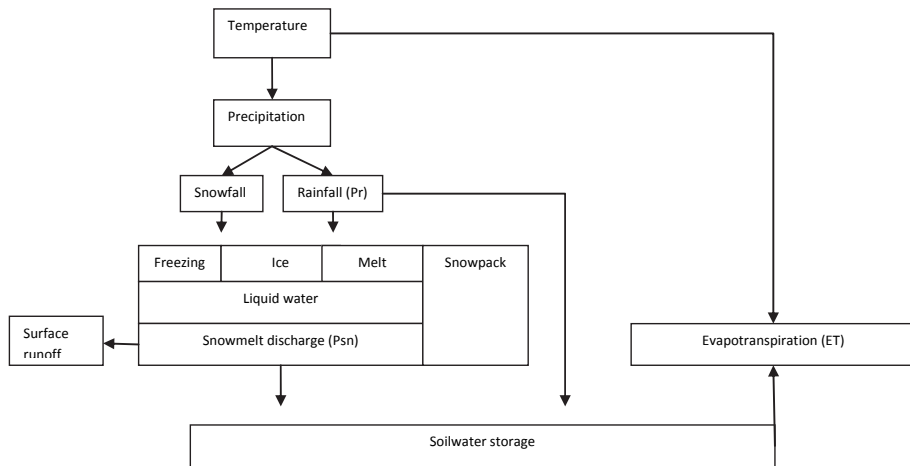 Temperature
Precipitation
Snowfall
Rainfall (Pr)
Freezing
Ice
Melt
Snowpack
Liquid water
Surface
runoff
Snowmelt discharge (Psn)
Evapotranspiration (ET)
Soilwater storage